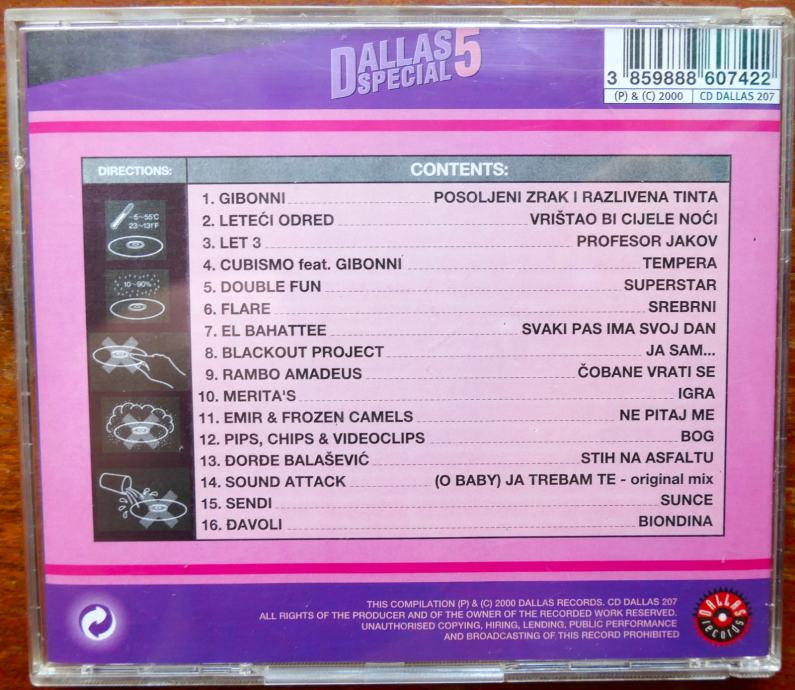 DALLAS 5
SPECIAL
3 859888 607422
(P) & (C) 2000 CD DALLAS 207
DIRECTIONS: CONTENTS:
1. GIBONNI POSOLJENI ZRAK I RAZLIVENA TINTA
2. LETEĆI ODRED VRIŠTAO BI CIJELE NOĆI
3. LET 3 PROFESOR JAKOV
4. CUBISMO feat. GIBONNI TEMPERA
5. DOUBLE FUN SUPERSTAR
6. FLARE SREBRNI
7. EL BAHATTEE SVAKI PAS IMA SVOJ DAN
8. BLACKOUT PROJECT JA SAM...
9. RAMBO AMADEUS ČOBANE VRATI SE
10. MERITA'S IGRA
11. EMIR & FROZEN CAMELS NE PITAJ ME
12. PIPS, CHIPS & VIDEOCLIPS BOG
13. ĐORĐE BALAŠEVIĆ STIH NA ASFALTU
14. SOUND ATTACK (O BABY) JA TREBAM TE - original mix
15. SENDI SUNCE
16. ĐAVOLI BIONDINA
-5~55°C
10~90%
THIS COMPILATION (P) & (C) 2000 DALLAS RECORDS. CD DALLAS 207
ALL RIGHTS OF THE PRODUCER AND OF THE OWNER OF THE RECORDED WORK RESERVED.
UNAUTHORISED COPYING, HIRING, LENDING, PUBLIC PERFORMANCE
AND BROADCASTING OF THIS RECORD PROHIBITED
DALLAS
records